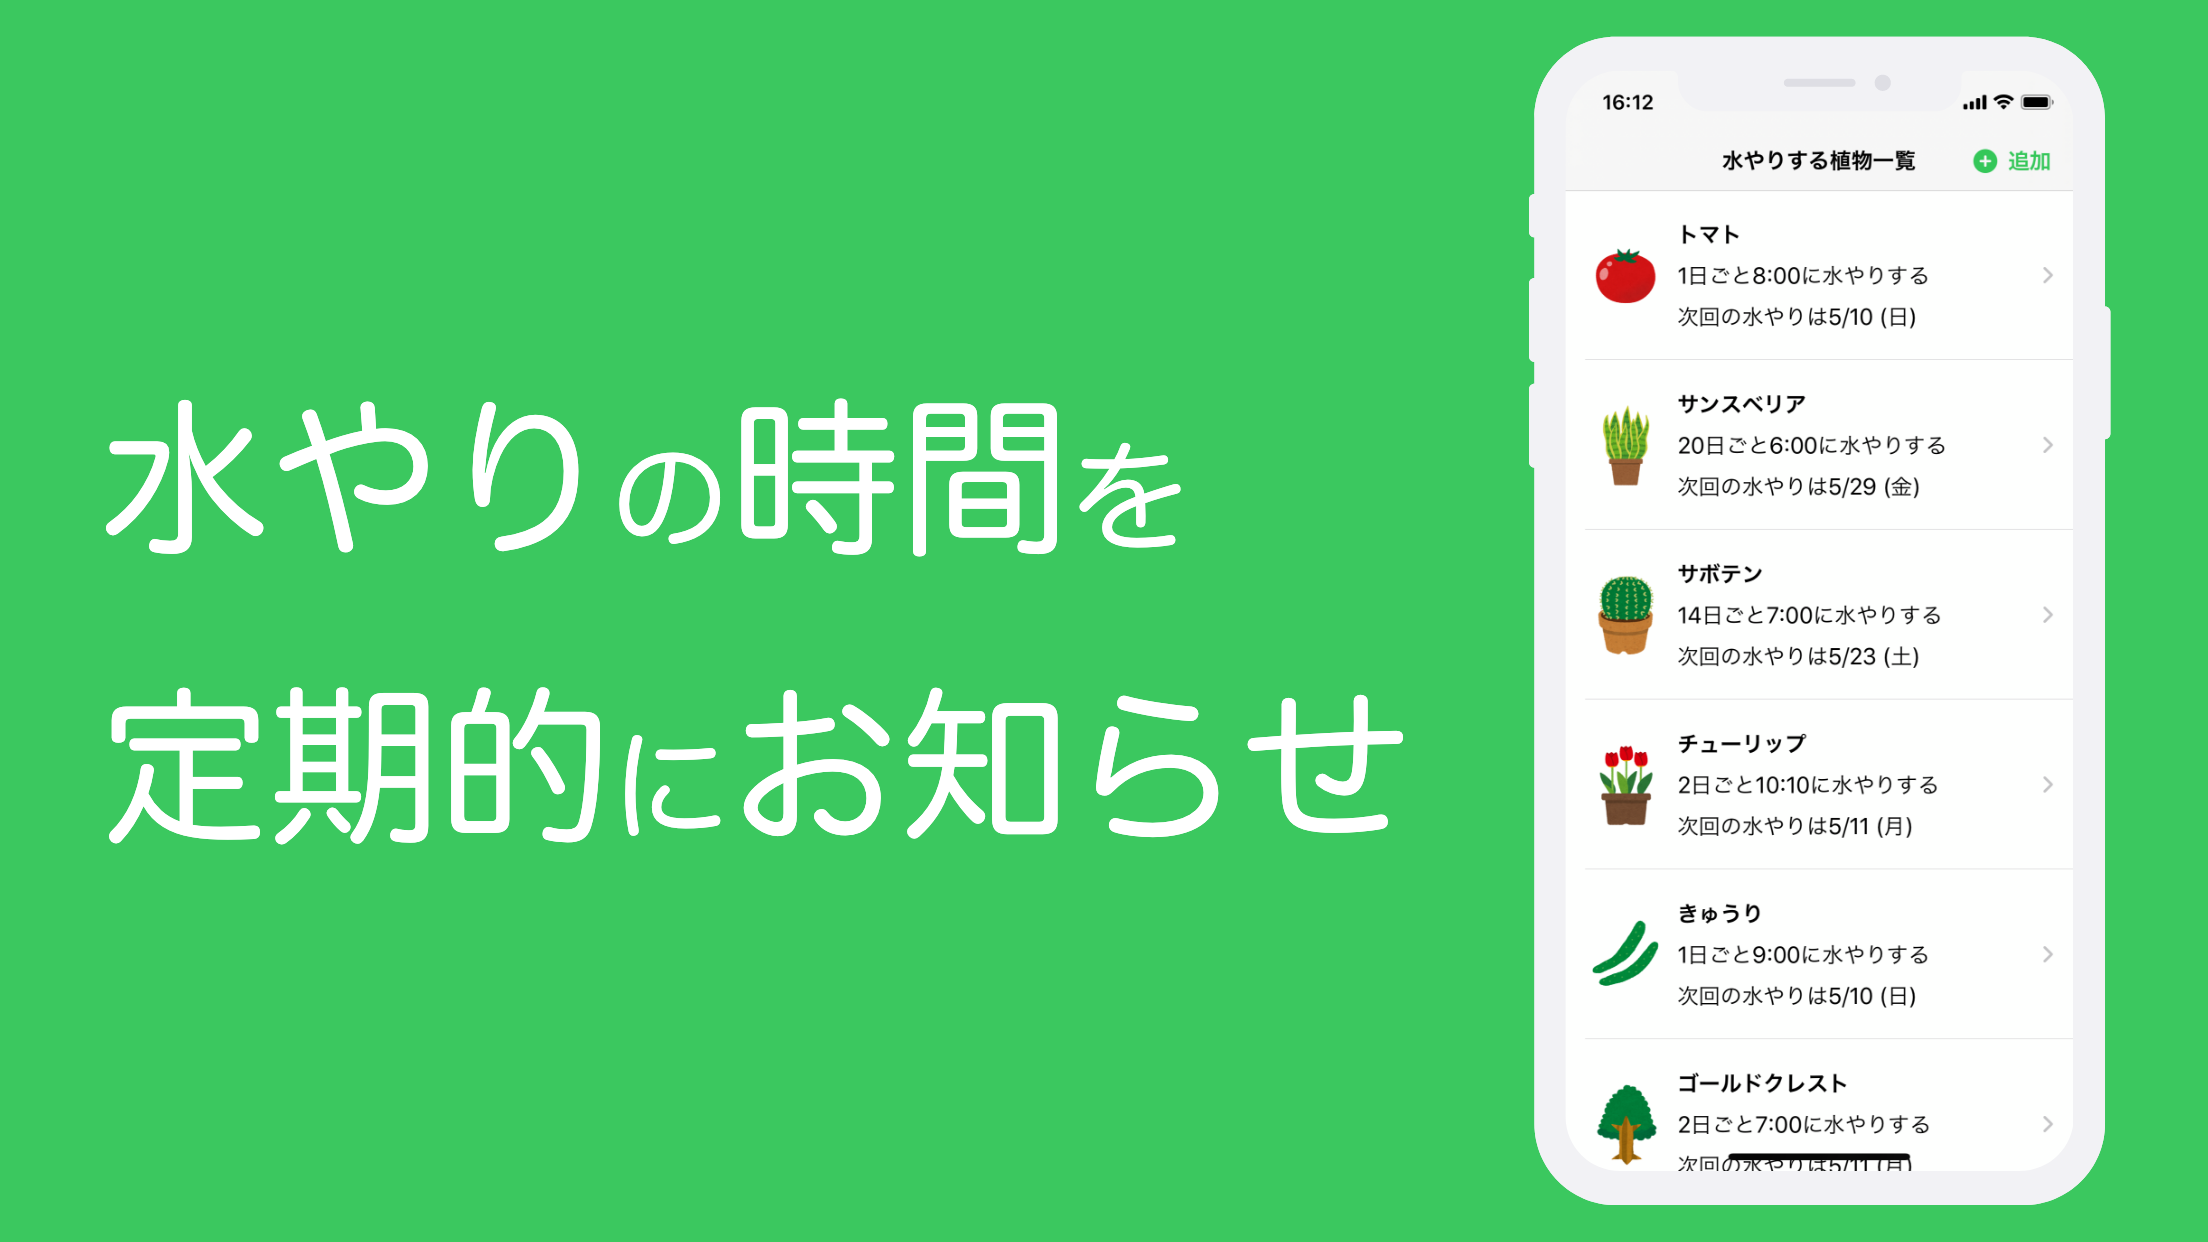 水やりの時間を
定期的にお知らせ
16:12
水やりする植物一覧
追加
トマト
1日ごと8:00に水やりする
次回の水やりは5/10 (日)
サンスベリア
20日ごと6:00に水やりする
次回の水やりは5/29 (金)
サボテン
14日ごと7:00に水やりする
次回の水やりは5/23 (土)
チューリップ
2日ごと10:10に水やりする
次回の水やりは5/11 (月)
きゅうり
1日ごと9:00に水やりする
次回の水やりは5/10 (日)
ゴールドクレスト
2日ごと7:00に水やりする
次回の水やりは5/11 (月)